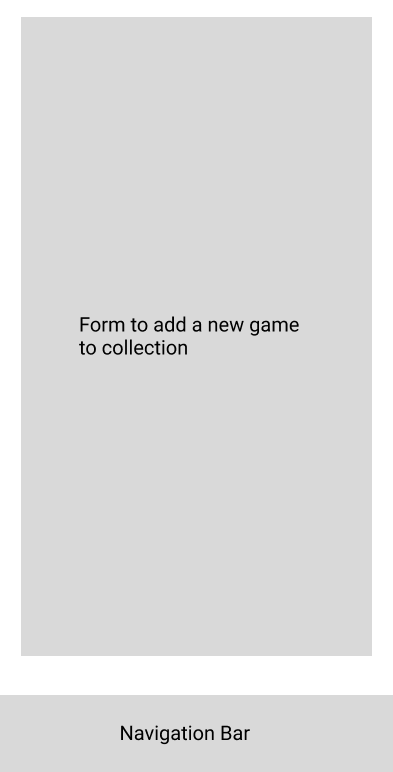 Form to add a new game
to collection
Navigation Bar